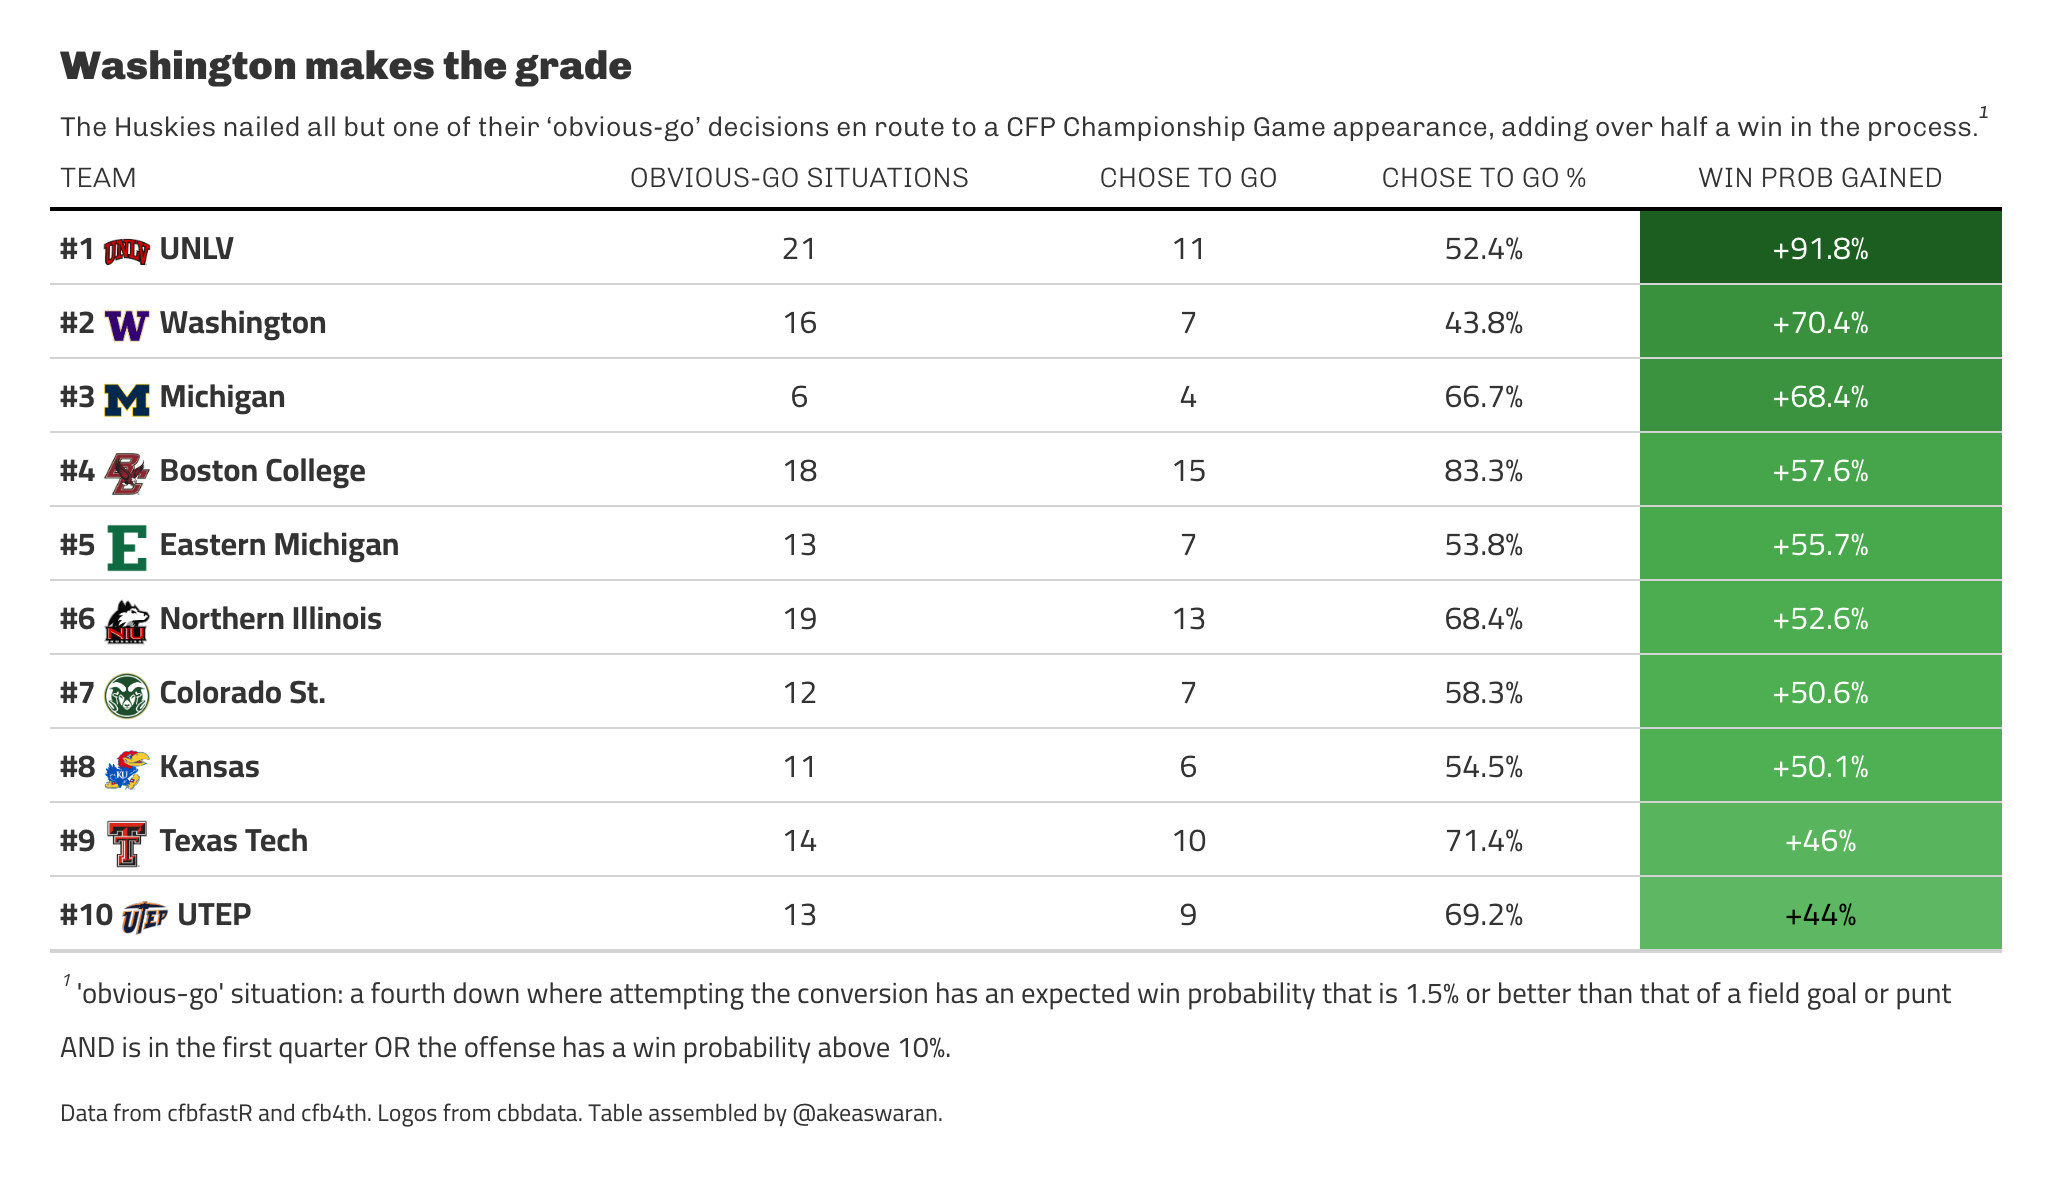 Washington makes the grade
The Huskies nailed all but one of their ‘obvious-go’ decisions en route to a CFP Championship Game appearance, adding over half a win in the process.1
TEAM OBVIOUS-GO SITUATIONS CHOSE TO GO CHOSE TO GO % WIN PROB GAINED
#1 UNLV UNLV 21 11 52.4% +91.8%
#2 W Washington 16 7 43.8% +70.4%
#3 M Michigan 6 4 66.7% +68.4%
#4 BC Boston College 18 15 83.3% +57.6%
#5 E Eastern Michigan 13 7 53.8% +55.7%
#6 NIU Northern Illinois 19 13 68.4% +52.6%
#7 Colorado St. 12 7 58.3% +50.6%
#8 KU Kansas 11 6 54.5% +50.1%
#9 T Texas Tech 14 10 71.4% +46%
#10 UTEP UTEP 13 9 69.2% +44%
1 'obvious-go' situation: a fourth down where attempting the conversion has an expected win probability that is 1.5% or better than that of a field goal or punt
AND is in the first quarter OR the offense has a win probability above 10%.
Data from cfbfastR and cfb4th. Logos from cbbdata. Table assembled by @akeaswaran.